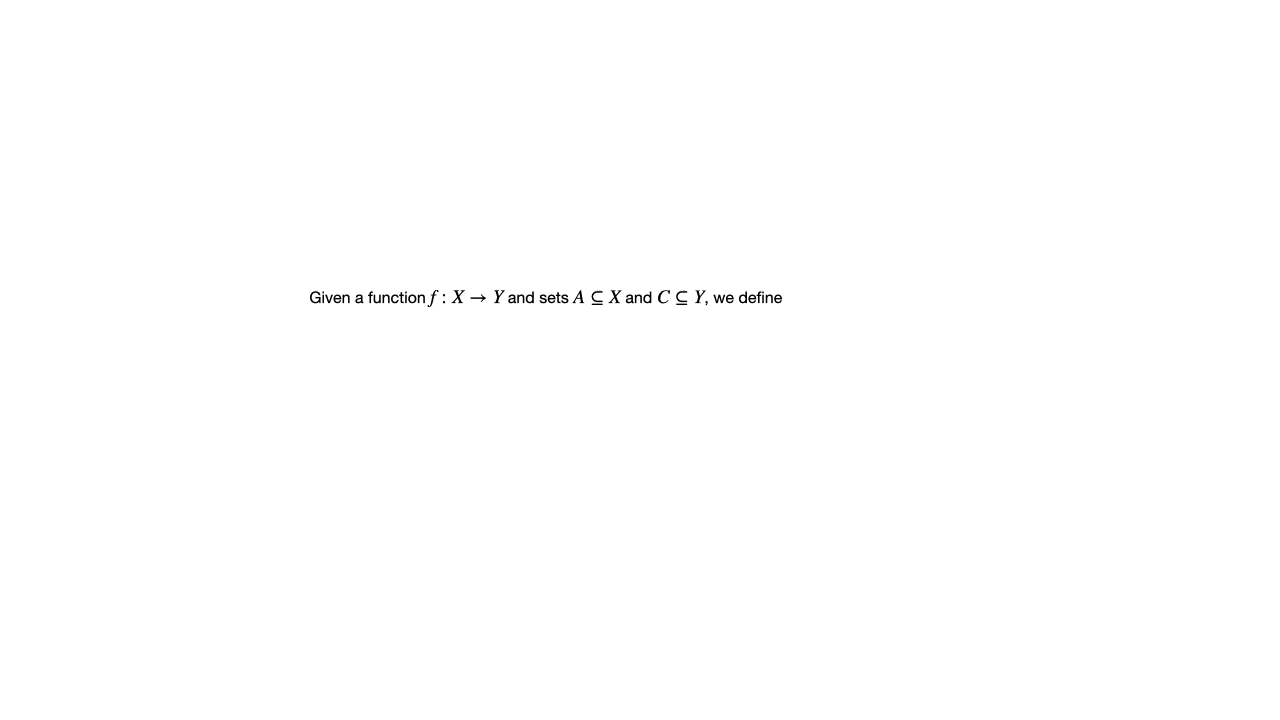 Given a function f : X → Y and sets A ⊆ X and C ⊆ Y, we define